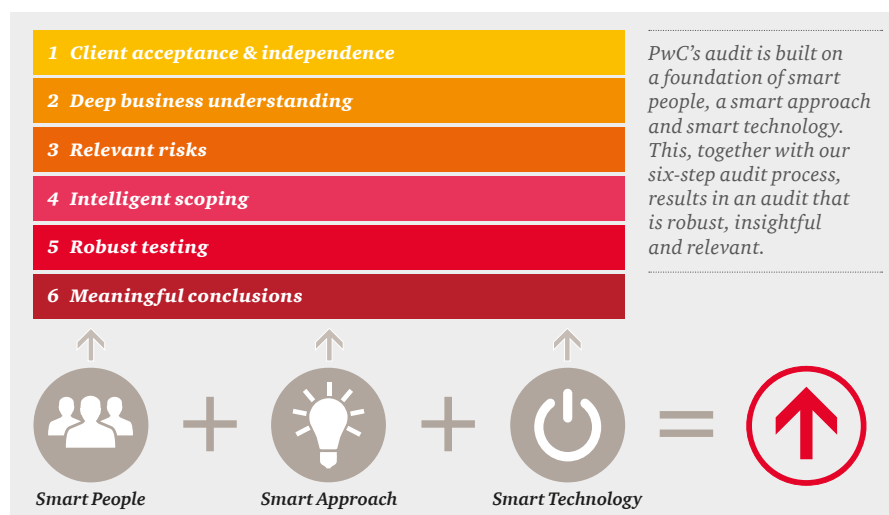 1 Client acceptance & independence
2 Deep business understanding
3 Relevant risks
4 Intelligent scoping
5 Robust testing
6 Meaningful conclusions
PwC's audit is built on
a foundation of smart
people, a smart approach
and smart technology.
This, together with our
six-step audit process,
results in an audit that
is robust, insightful
and relevant.
Smart People
Smart Approach
Smart Technology